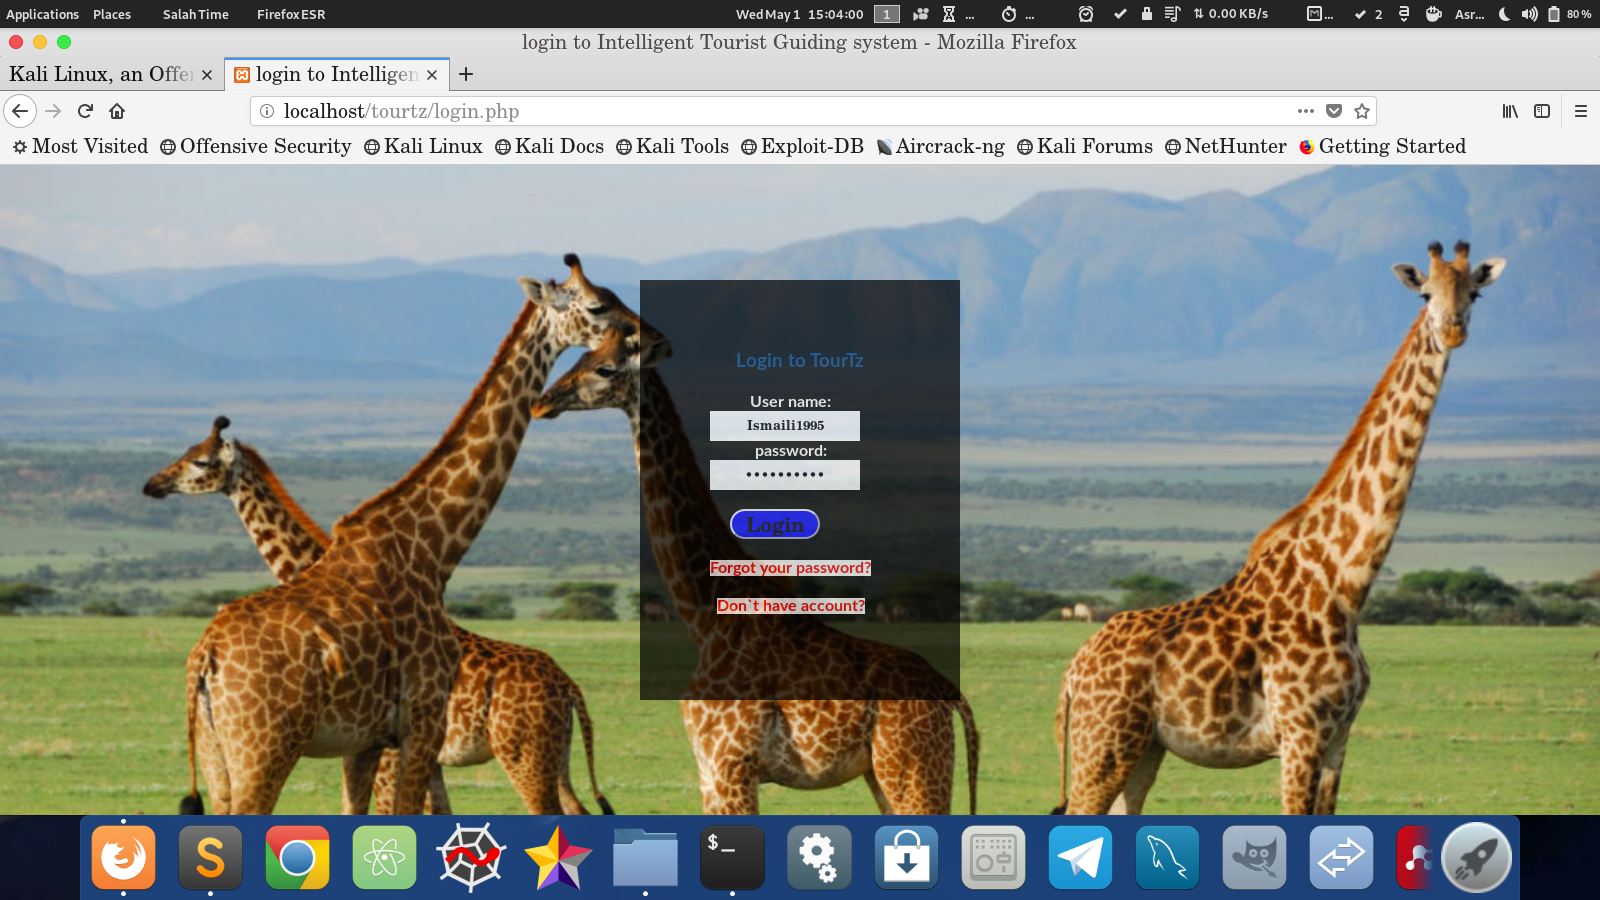 Applications Places Salah Time Firefox ESR Wed May 1 15:04:00 1 ... ... 0.00 KB/s ... 2 Asr... 80 %
login to Intelligent Tourist Guiding system - Mozilla Firefox
Kali Linux, an Offe login to Intelligen
localhost/tourtz/login.php
Most Visited Offensive Security Kali Linux Kali Docs Kali Tools Exploit-DB Aircrack-ng Kali Forums NetHunter Getting Started
Login to TourTz
User name:
Ismaili1995
password:
••••••••••
Login
Forgot your password?
Don`t have account?
S $_